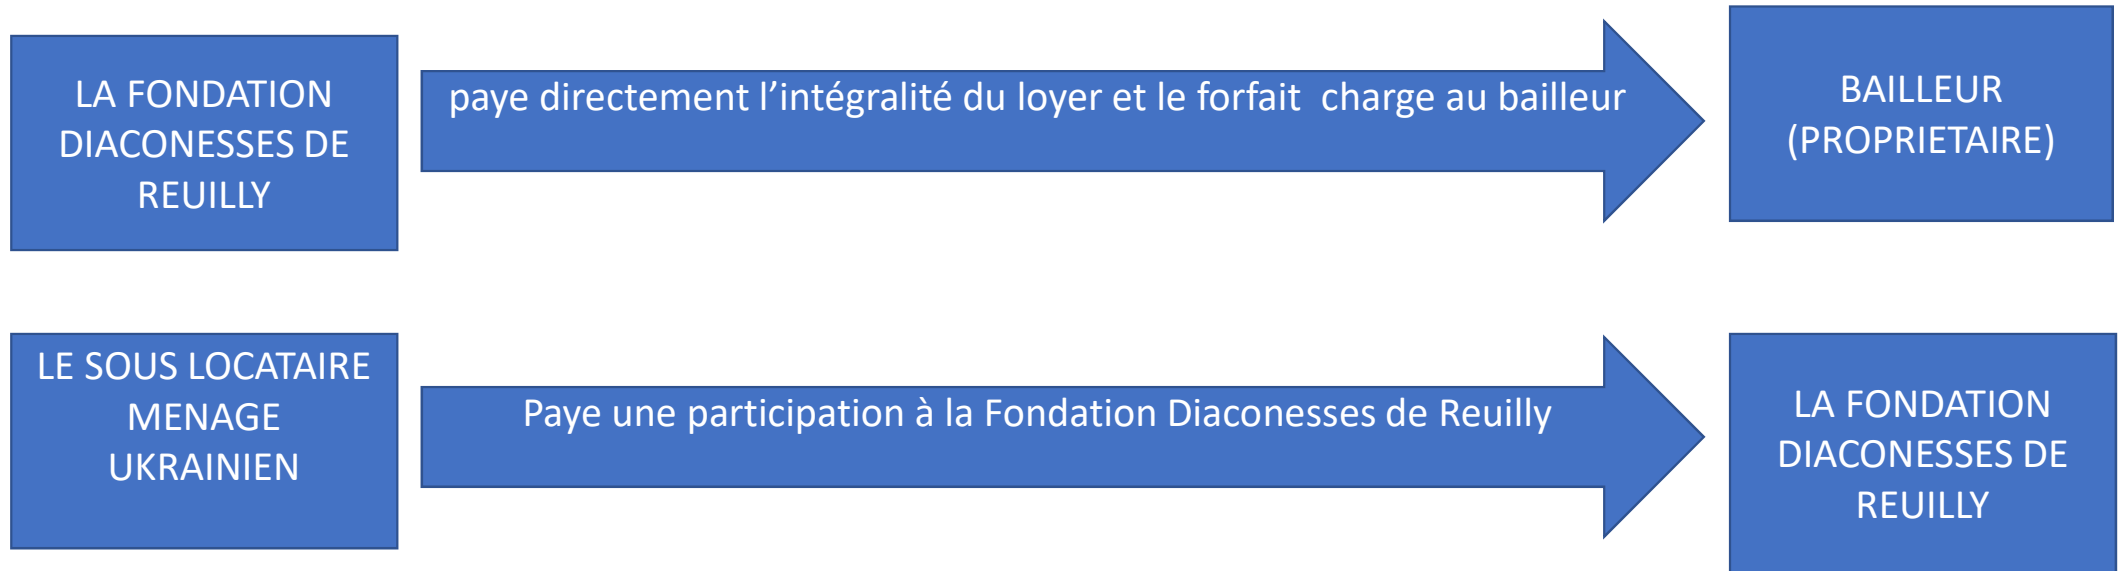 LA FONDATION
DIACONESSES DE
REUILLY
paye directement l’intégralité du loyer et le forfait  charge au bailleur
BAILLEUR
(PROPRIETAIRE)
LE SOUS LOCATAIRE
MENAGE
UKRAINIEN
Paye une participation à la Fondation Diaconesses de Reuilly
LA FONDATION
DIACONESSES DE
REUILLY